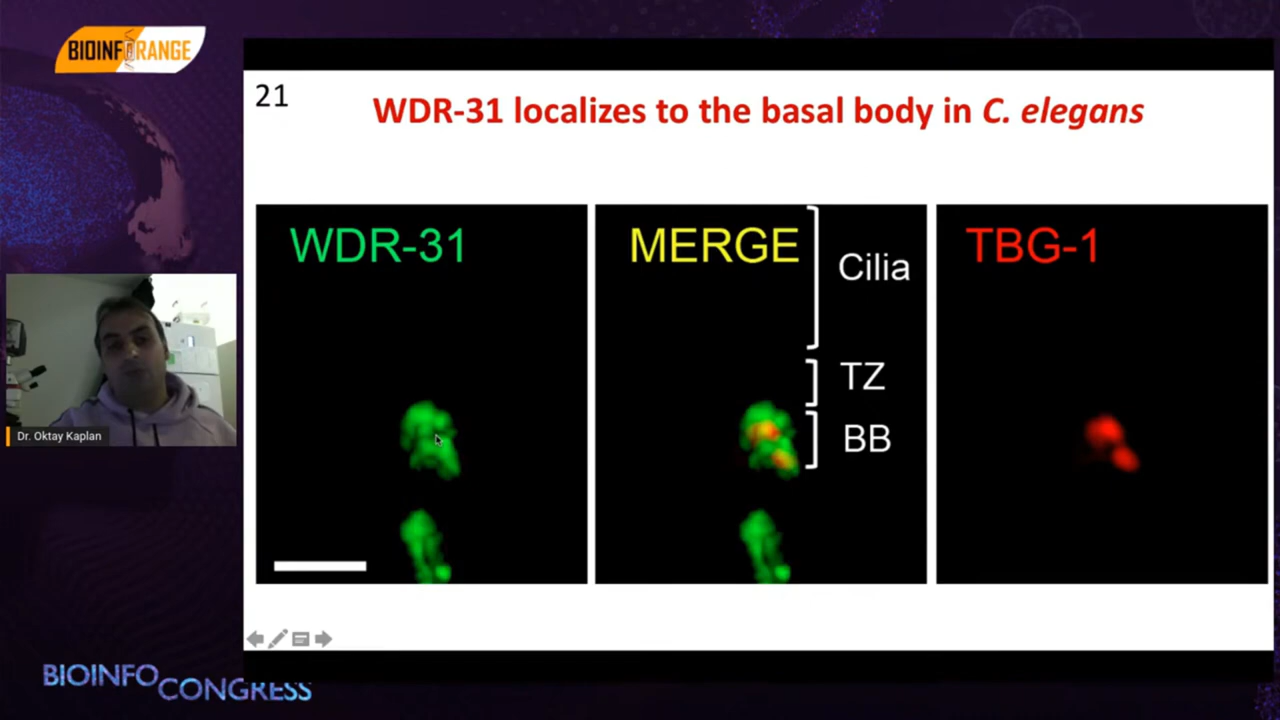 BIOINFORANGE
21
WDR-31 localizes to the basal body in C. elegans
WDR-31
MERGE
Cilia
TZ
BB
TBG-1
Dr. Oktay Kaplan
BIOINFO
CONGRESS